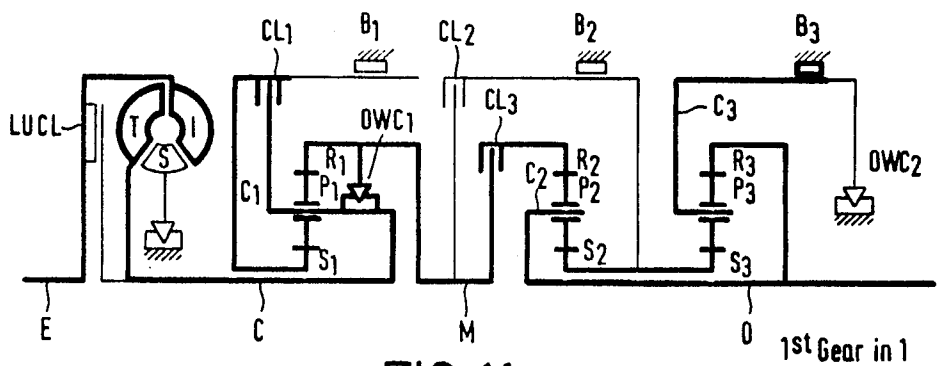 CL1 B1 CL2 B2 B3
LUCL T I S OWC1 CL3 C3 OWC2
C1 R1 P1 S1 C2 R2 P2 S2 R3 P3 S3
E C M O
1st Gear in 1